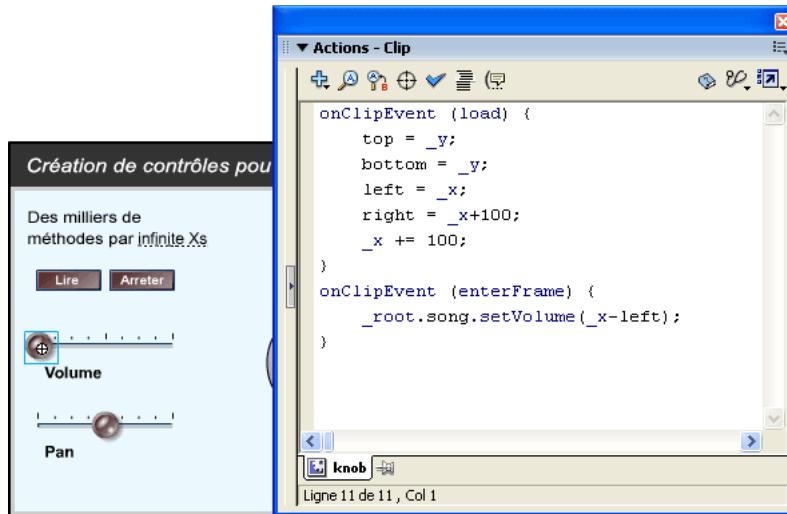 Actions - Clip
onClipEvent (load) {
top = _y;
bottom = _y;
left = _x;
right = _x+100;
_x += 100;
}
onClipEvent (enterFrame) {
_root.song.setVolume(_x-left);
}
knob
Ligne 11 de 11 , Col 1
Création de contrôles pou
Des milliers de
méthodes par infinite Xs
Lire Arreter
Volume
Pan